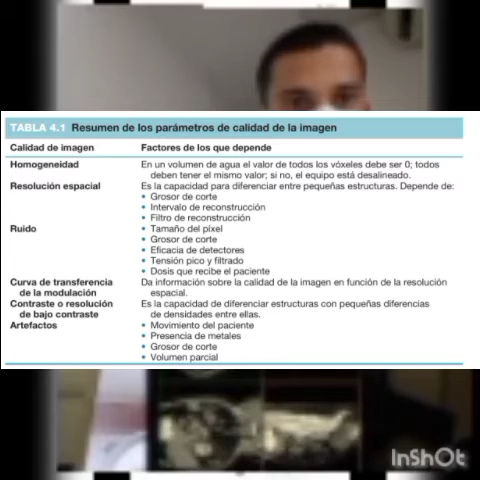 TABLA 4.1 Resumen de los parámetros de calidad de la imagen
Calidad de imagen Factores de los que depende
Homogeneidad En un volumen de agua el valor de todos los vóxeles debe ser 0; todos
deben tener el mismo valor; si no, el equipo está desalineado.
Resolución espacial Es la capacidad para diferenciar entre pequeñas estructuras. Depende de:
• Grosor de corte
• Intervalo de reconstrucción
• Filtro de reconstrucción
Ruido • Tamaño del píxel
• Grosor de corte
• Eficacia de detectores
• Tensión pico y filtrado
• Dosis que recibe el paciente
Curva de transferencia Da información sobre la calidad de la imagen en función de la resolución
de la modulación espacial.
Contraste o resolución Es la capacidad de diferenciar estructuras con pequeñas diferencias
de bajo contraste de densidades entre ellas.
Artefactos • Movimiento del paciente
• Presencia de metales
• Grosor de corte
• Volumen parcial
InShOt